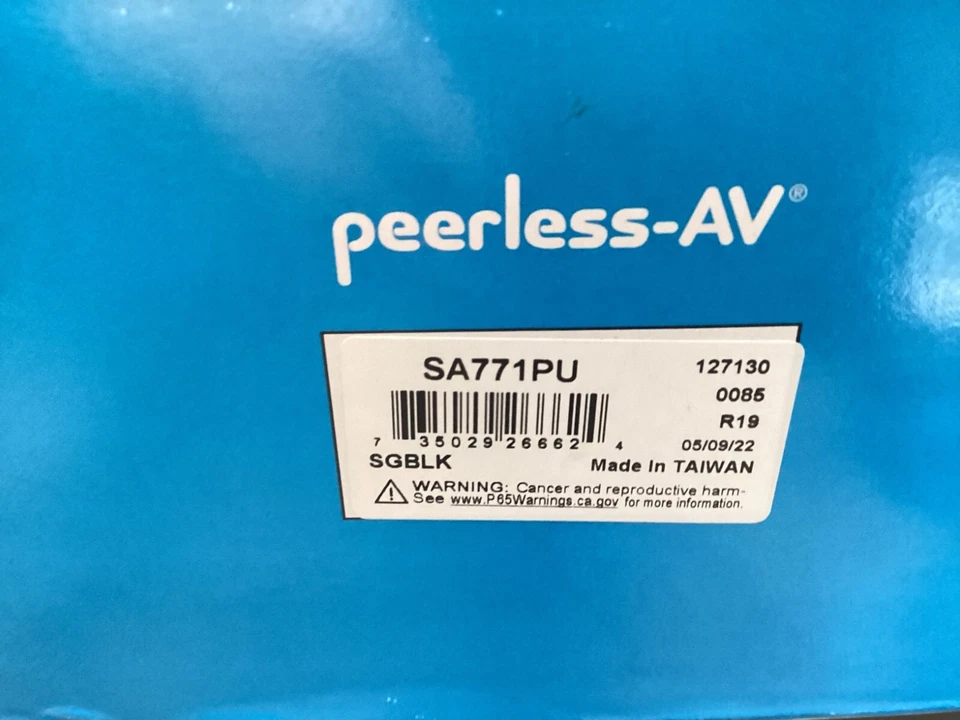 peerless-AV®
SA771PU
127130
0085
R19
7 35029 26662 4
05/09/22
SGBLK
Made In TAIWAN
WARNING: Cancer and reproductive harm-
See www.P65Warnings.ca.gov for more information.